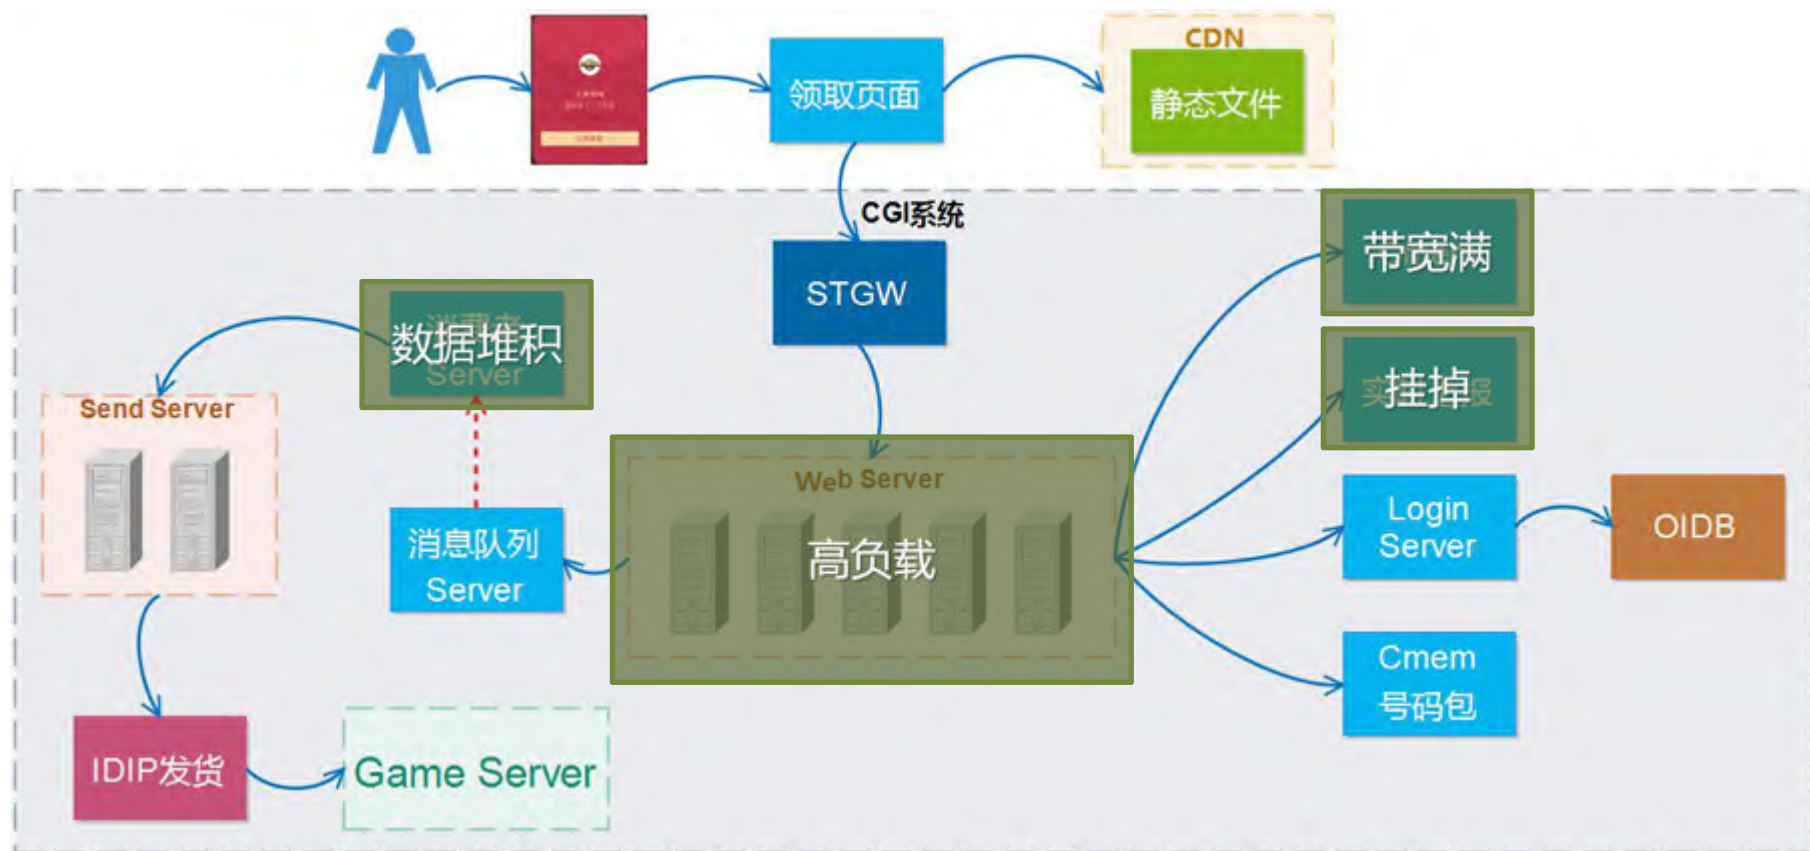 CDN
领取页面
静态文件
CGI系统
STGW
带宽满
挂掉
数据堆积
Server
Send Server
Web Server
高负载
消息队列
Server
Login
Server
OIDB
Cmem
号码包
IDIP发货
Game Server